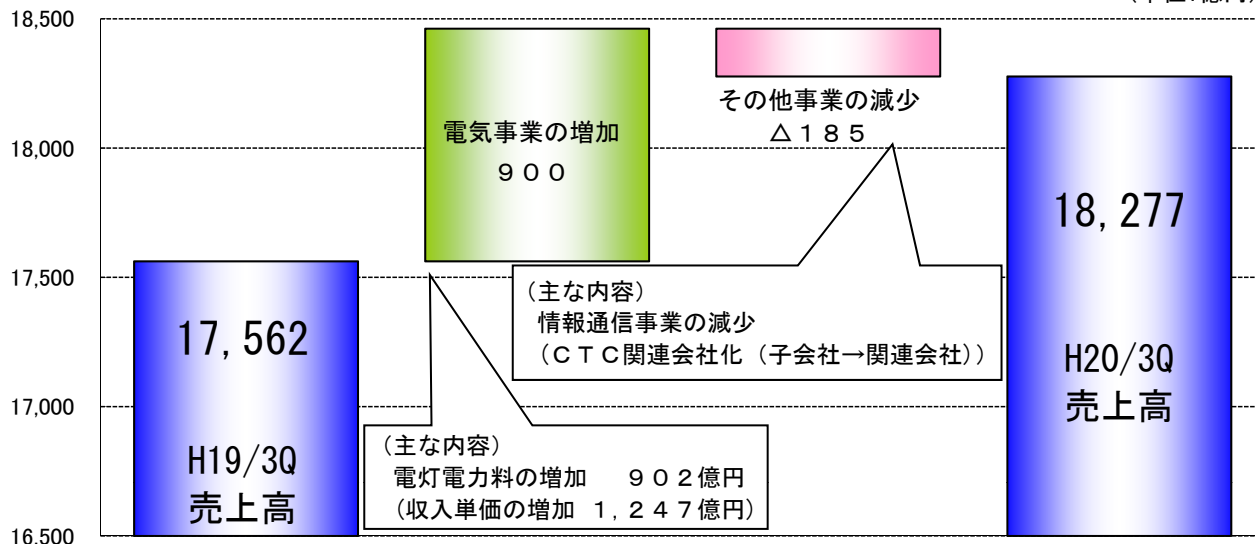 18,500
18,000
17,500
17,000
16,500
17,562
H19/3Q
売上高
電気事業の増加
９００
その他事業の減少
△１８５
18,277
H20/3Q
売上高
（主な内容）
情報通信事業の減少
（ＣＴＣ関連会社化（子会社→関連会社））
（主な内容）
電灯電力料の増加　９０２億円
（収入単価の増加　１，２４７億円）